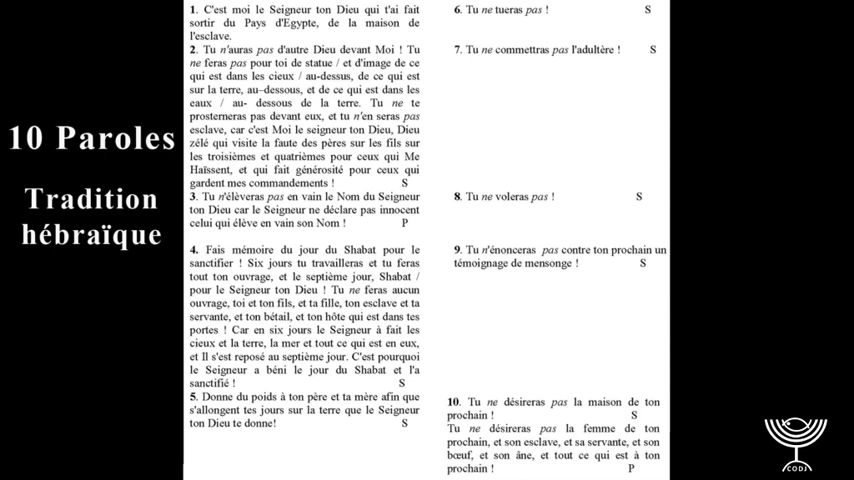 10 Paroles
Tradition
hébraïque
1. C'est moi le Seigneur ton Dieu qui t'ai fait
sortir du Pays d'Egypte, de la maison de
l'esclave.
2. Tu n'auras pas d'autre Dieu devant Moi ! Tu
ne feras pas pour toi de statue / et d'image de ce
qui est dans les cieux / au-dessus, de ce qui est
sur la terre, au–dessous, et de ce qui est dans les
eaux / au- dessous de la terre. Tu ne te
prosterneras pas devant eux, et tu n'en seras pas
esclave, car c'est Moi le seigneur ton Dieu, Dieu
zélé qui visite la faute des pères sur les fils sur
les troisièmes et quatrièmes pour ceux qui Me
Haïssent, et qui fait générosité pour ceux qui
gardent mes commandements ! S
3. Tu n'élèveras pas en vain le Nom du Seigneur
ton Dieu car le Seigneur ne déclare pas innocent
celui qui élève en vain son Nom ! P
4. Fais mémoire du jour du Shabat pour le
sanctifier ! Six jours tu travailleras et tu feras
tout ton ouvrage, et le septième jour, Shabat /
pour le Seigneur ton Dieu ! Tu ne feras aucun
ouvrage, toi et ton fils, et ta fille, ton esclave et ta
servante, et ton bétail, et ton hôte qui est dans tes
portes ! Car en six jours le Seigneur à fait les
cieux et la terre, la mer et tout ce qui est en eux,
et Il s'est reposé au septième jour. C'est pourquoi
le Seigneur a béni le jour du Shabat et l'a
sanctifié ! S
5. Donne du poids à ton père et ta mère afin que
s'allongent tes jours sur la terre que le Seigneur
ton Dieu te donne! S
6. Tu ne tueras pas ! S
7. Tu ne commettras pas l'adultère ! S
8. Tu ne voleras pas ! S
9. Tu n'énonceras pas contre ton prochain un
témoignage de mensonge ! S
10. Tu ne désireras pas la maison de ton
prochain ! S
Tu ne désireras pas la femme de ton
prochain, et son esclave, et sa servante, et son
bœuf, et son âne, et tout ce qui est à ton
prochain ! P
CODJ